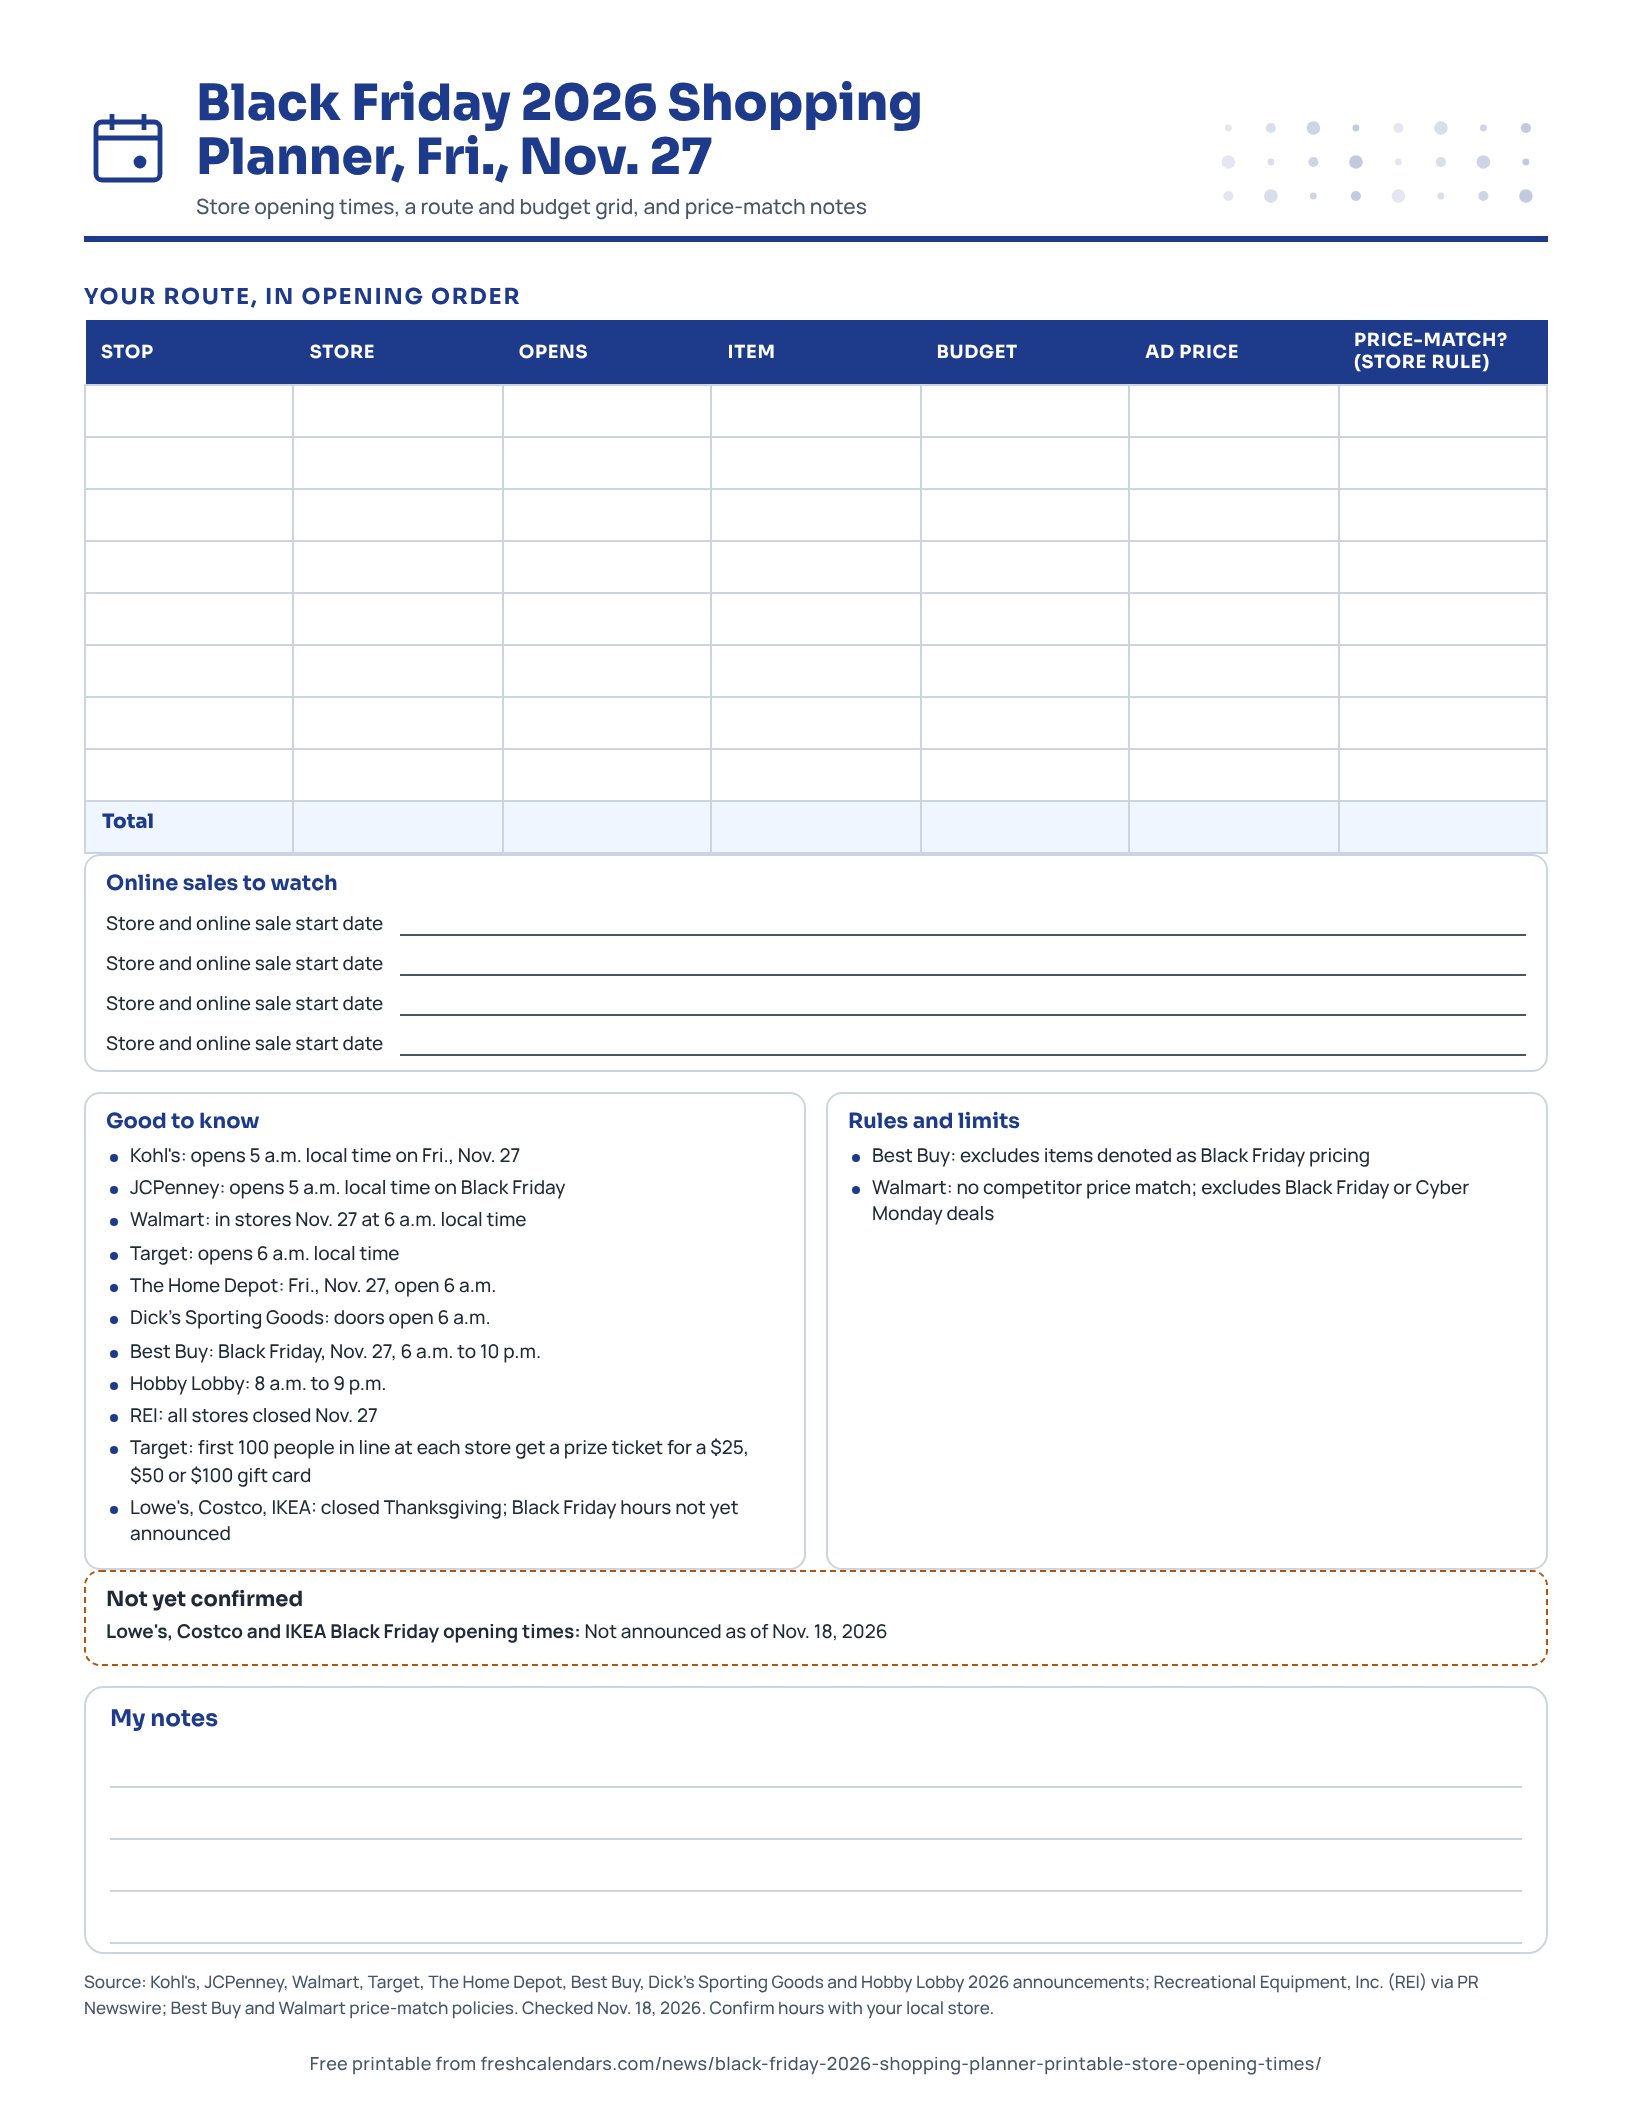 Black Friday 2026 Shopping
Planner, Fri., Nov. 27
Store opening times, a route and budget grid, and price-match notes
YOUR ROUTE, IN OPENING ORDER
STOP STORE OPENS ITEM BUDGET AD PRICE PRICE-MATCH? (STORE RULE)
Total
Online sales to watch
Store and online sale start date
Store and online sale start date
Store and online sale start date
Store and online sale start date
Good to know
Kohl's: opens 5 a.m. local time on Fri., Nov. 27
JCPenney: opens 5 a.m. local time on Black Friday
Walmart: in stores Nov. 27 at 6 a.m. local time
Target: opens 6 a.m. local time
The Home Depot: Fri., Nov. 27, open 6 a.m.
Dick's Sporting Goods: doors open 6 a.m.
Best Buy: Black Friday, Nov. 27, 6 a.m. to 10 p.m.
Hobby Lobby: 8 a.m. to 9 p.m.
REI: all stores closed Nov. 27
Target: first 100 people in line at each store get a prize ticket for a $25,
$50 or $100 gift card
Lowe's, Costco, IKEA: closed Thanksgiving; Black Friday hours not yet
announced
Rules and limits
Best Buy: excludes items denoted as Black Friday pricing
Walmart: no competitor price match; excludes Black Friday or Cyber
Monday deals
Not yet confirmed
Lowe's, Costco and IKEA Black Friday opening times: Not announced as of Nov. 18, 2026
My notes
Source: Kohl's, JCPenney, Walmart, Target, The Home Depot, Best Buy, Dick's Sporting Goods and Hobby Lobby 2026 announcements; Recreational Equipment, Inc. (REI) via PR
Newswire; Best Buy and Walmart price-match policies. Checked Nov. 18, 2026. Confirm hours with your local store.
Free printable from freshcalendars.com/news/black-friday-2026-shopping-planner-printable-store-opening-times/